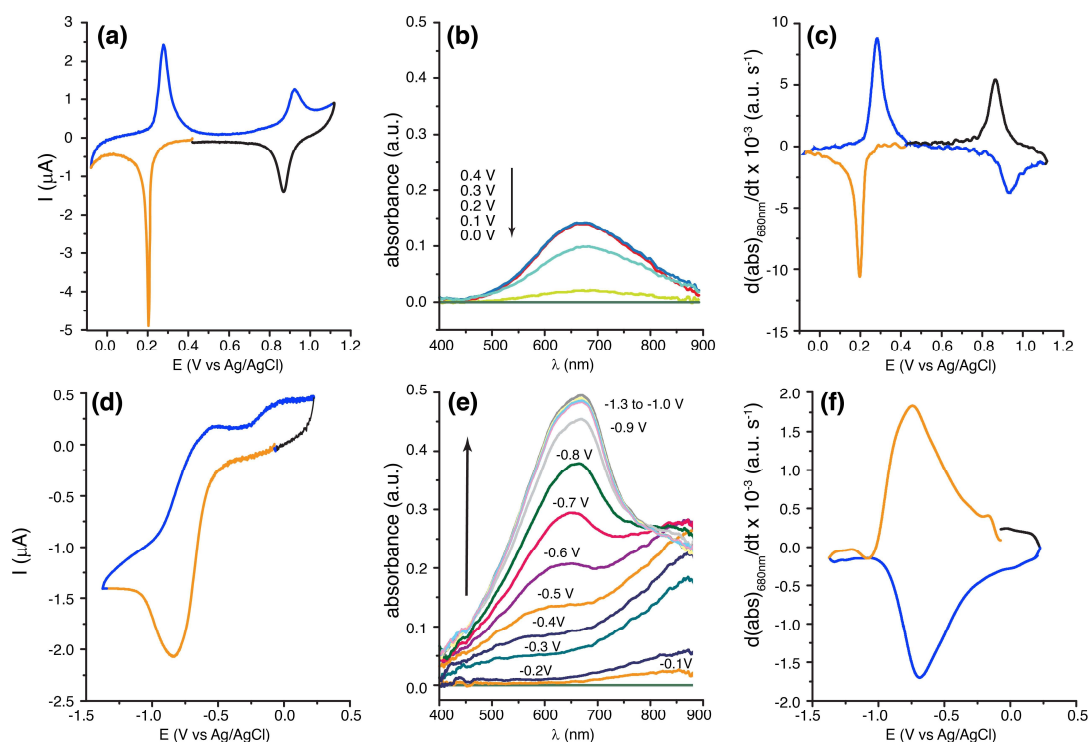 (a)
3
2
1
0
-1
-2
-3
-4
-5
I (μA)
0.0 0.2 0.4 0.6 0.8 1.0 1.2
E (V vs Ag/AgCl)
(b)
0.5
0.4
0.3
0.2
0.1
0.0
absorbance (a.u.)
0.4 V
0.3 V
0.2 V
0.1 V
0.0 V
400 500 600 700 800 900
λ (nm)
(c)
10
5
0
-5
-10
-15
d(abs)680nm/dt x 10-3 (a.u. s-1)
0.0 0.2 0.4 0.6 0.8 1.0 1.2
E (V vs Ag/AgCl)
(d)
0.5
0.0
-0.5
-1.0
-1.5
-2.0
-2.5
I (μA)
-1.5 -1.0 -0.5 0.0 0.5
E (V vs Ag/AgCl)
(e)
0.5
0.4
0.3
0.2
0.1
0.0
absorbance (a.u.)
-1.3 to -1.0 V
-0.9 V
-0.8 V
-0.7 V
-0.6 V
-0.5 V
-0.4V
-0.3 V
-0.2V
-0.1V
400 500 600 700 800 900
λ (nm)
(f)
2.0
1.5
1.0
0.5
0.0
-0.5
-1.0
-1.5
-2.0
d(abs)680nm/dt x 10-3 (a.u. s-1)
-1.5 -1.0 -0.5 0.0 0.5
E (V vs Ag/AgCl)